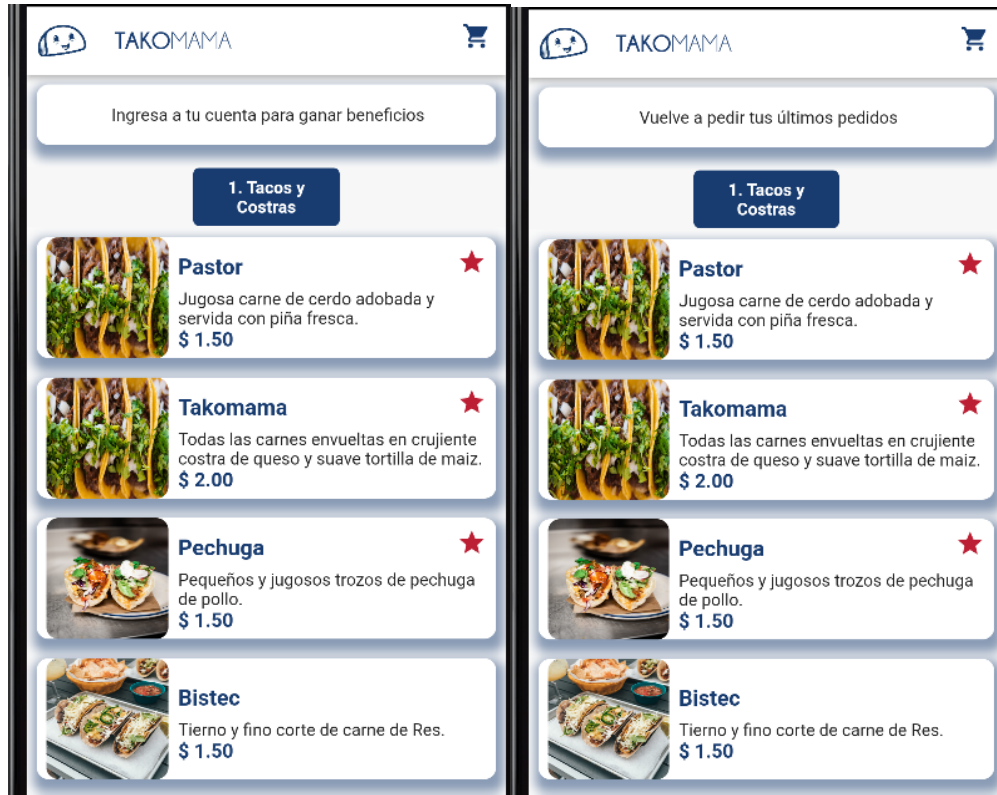 TAKOMAMA
Ingresa a tu cuenta para ganar beneficios
1. Tacos y
Costras
Pastor
Jugosa carne de cerdo adobada y
servida con piña fresca.
$ 1.50
Takomama
Todas las carnes envueltas en crujiente
costra de queso y suave tortilla de maiz.
$ 2.00
Pechuga
Pequeños y jugosos trozos de pechuga
de pollo.
$ 1.50
Bistec
Tierno y fino corte de carne de Res.
$ 1.50
TAKOMAMA
Vuelve a pedir tus últimos pedidos
1. Tacos y
Costras
Pastor
Jugosa carne de cerdo adobada y
servida con piña fresca.
$ 1.50
Takomama
Todas las carnes envueltas en crujiente
costra de queso y suave tortilla de maiz.
$ 2.00
Pechuga
Pequeños y jugosos trozos de pechuga
de pollo.
$ 1.50
Bistec
Tierno y fino corte de carne de Res.
$ 1.50